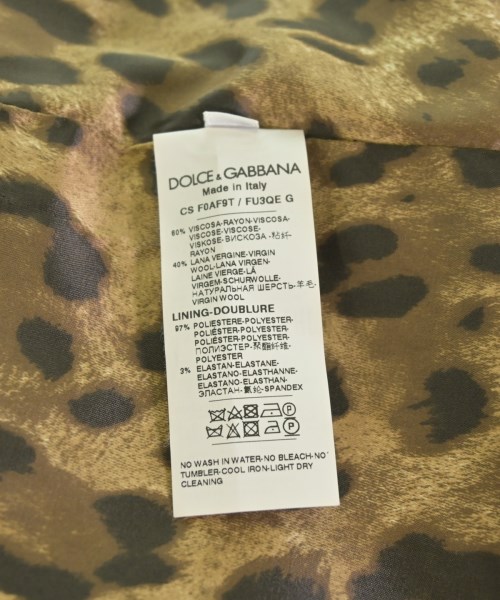 DOLCE & GABBANA
Made in Italy
CS F0AF9T / FU3QE G
60% VISCOSA-RAYON-VISCOSA-
VISCOSE-VISCOSE-
VISKOSE-ВИСКОЗА-粘纤-
RAYON
40% LANA VERGINE-VIRGIN
WOOL-LANA VIRGEN-
LAINE VIERGE-LÃ
VIRGEM-SCHURWOLLE-
НАТУРАЛЬНАЯ ШЕРСТЬ-羊毛-
VIRGIN WOOL
LINING-DOUBLURE
97% POLIESTERE-POLYESTER-
POLIÉSTER-POLYESTER-
POLIÉSTER-POLYESTER-
ПОЛИЭСТЕР-聚酯纤维-
POLYESTER
3% ELASTAN-ELASTANE-
ELASTANO-ELASTHANNE-
ELASTANO-ELASTHAN-
ЭЛАСТАН-氨纶-SPANDEX
NO WASH IN WATER-NO BLEACH-NO
TUMBLER-COOL IRON-LIGHT DRY
CLEANING